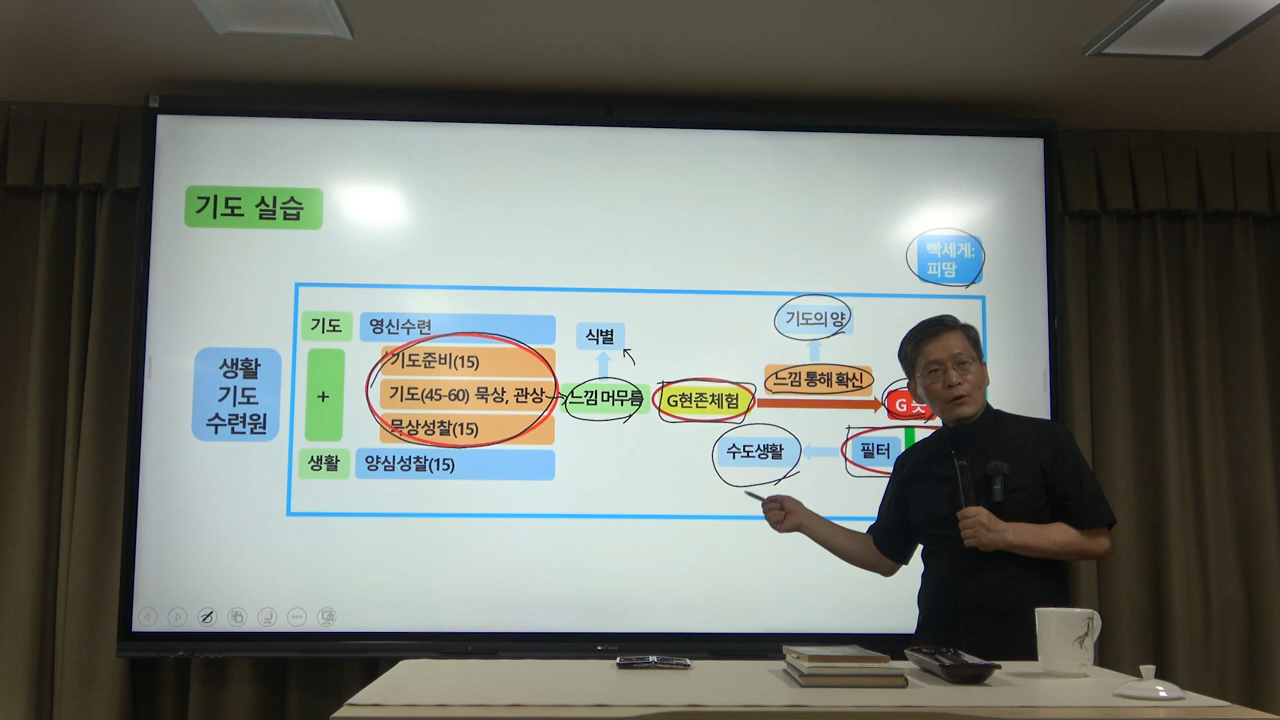 기도 실습
빡세게:
피땀
기도
영신수련
기도의 양
식별
기도준비(15)
생활
기도
수련원
+
기도(45-60) 묵상, 관상
느낌 머무름
G현존체험
느낌 통해 확신
G
묵상성찰(15)
수도생활
필터
생활
양심성찰(15)